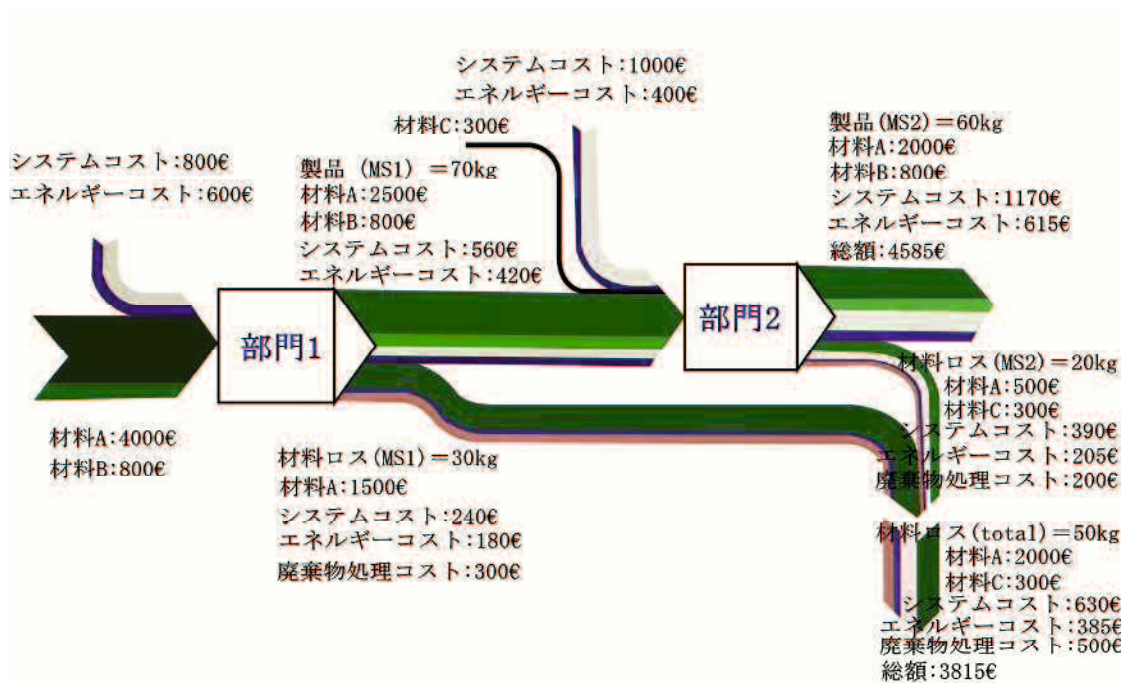 システムコスト:1000€
エネルギーコスト:400€
材料C:300€
システムコスト:800€
エネルギーコスト:600€
製品(MS1)=70kg
材料A:2500€
材料B:800€
システムコスト:560€
エネルギーコスト:420€
製品(MS2)=60kg
材料A:2000€
材料B:800€
システムコスト:1170€
エネルギーコスト:615€
総額:4585€
部門1
部門2
材料A:4000€
材料B:800€
材料ロス(MS1)=30kg
材料A:1500€
システムコスト:240€
エネルギーコスト:180€
廃棄物処理コスト:300€
材料ロス(MS2)=20kg
材料A:500€
材料C:300€
システムコスト:390€
エネルギーコスト:205€
廃棄物処理コスト:200€
材料ロス(total)=50kg
材料A:2000€
材料C:300€
システムコスト:630€
エネルギーコスト:385€
廃棄物処理コスト:500€
総額:3815€